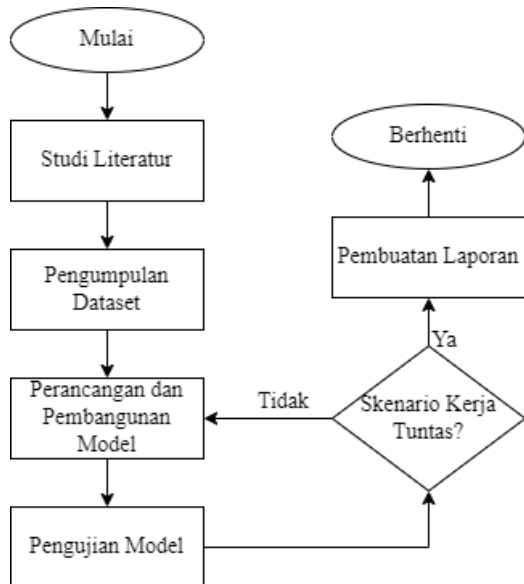 Mulai
Studi Literatur
Pengumpulan
Dataset
Perancangan dan
Pembangunan
Model
Pengujian Model
Skenario Kerja
Tuntas?
Tidak
Ya
Pembuatan Laporan
Berhenti